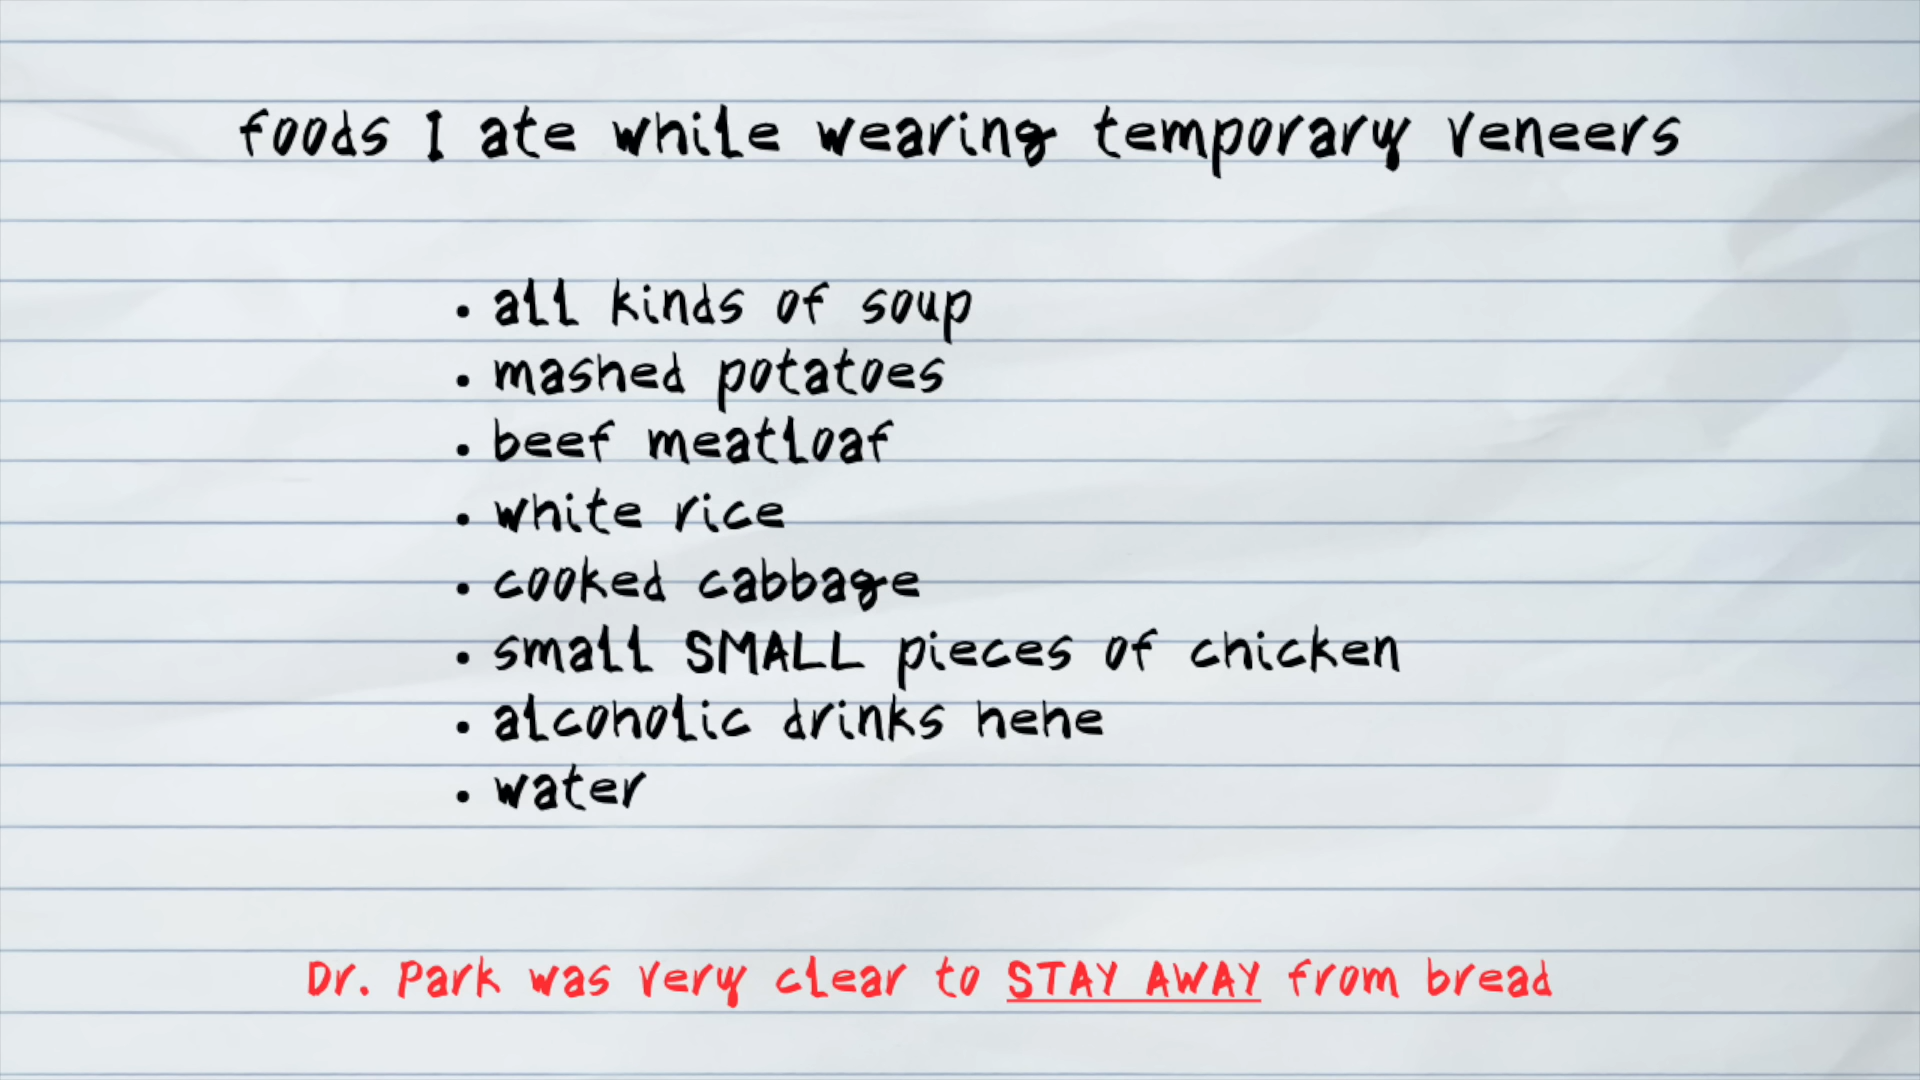 foods I ate while wearing temporary veneers
• all kinds of soup
• mashed potatoes
• beef meatloaf
• white rice
• cooked cabbage
• small SMALL pieces of chicken
• alcoholic drinks hehe
• water
Dr. Park was very clear to STAY AWAY from bread